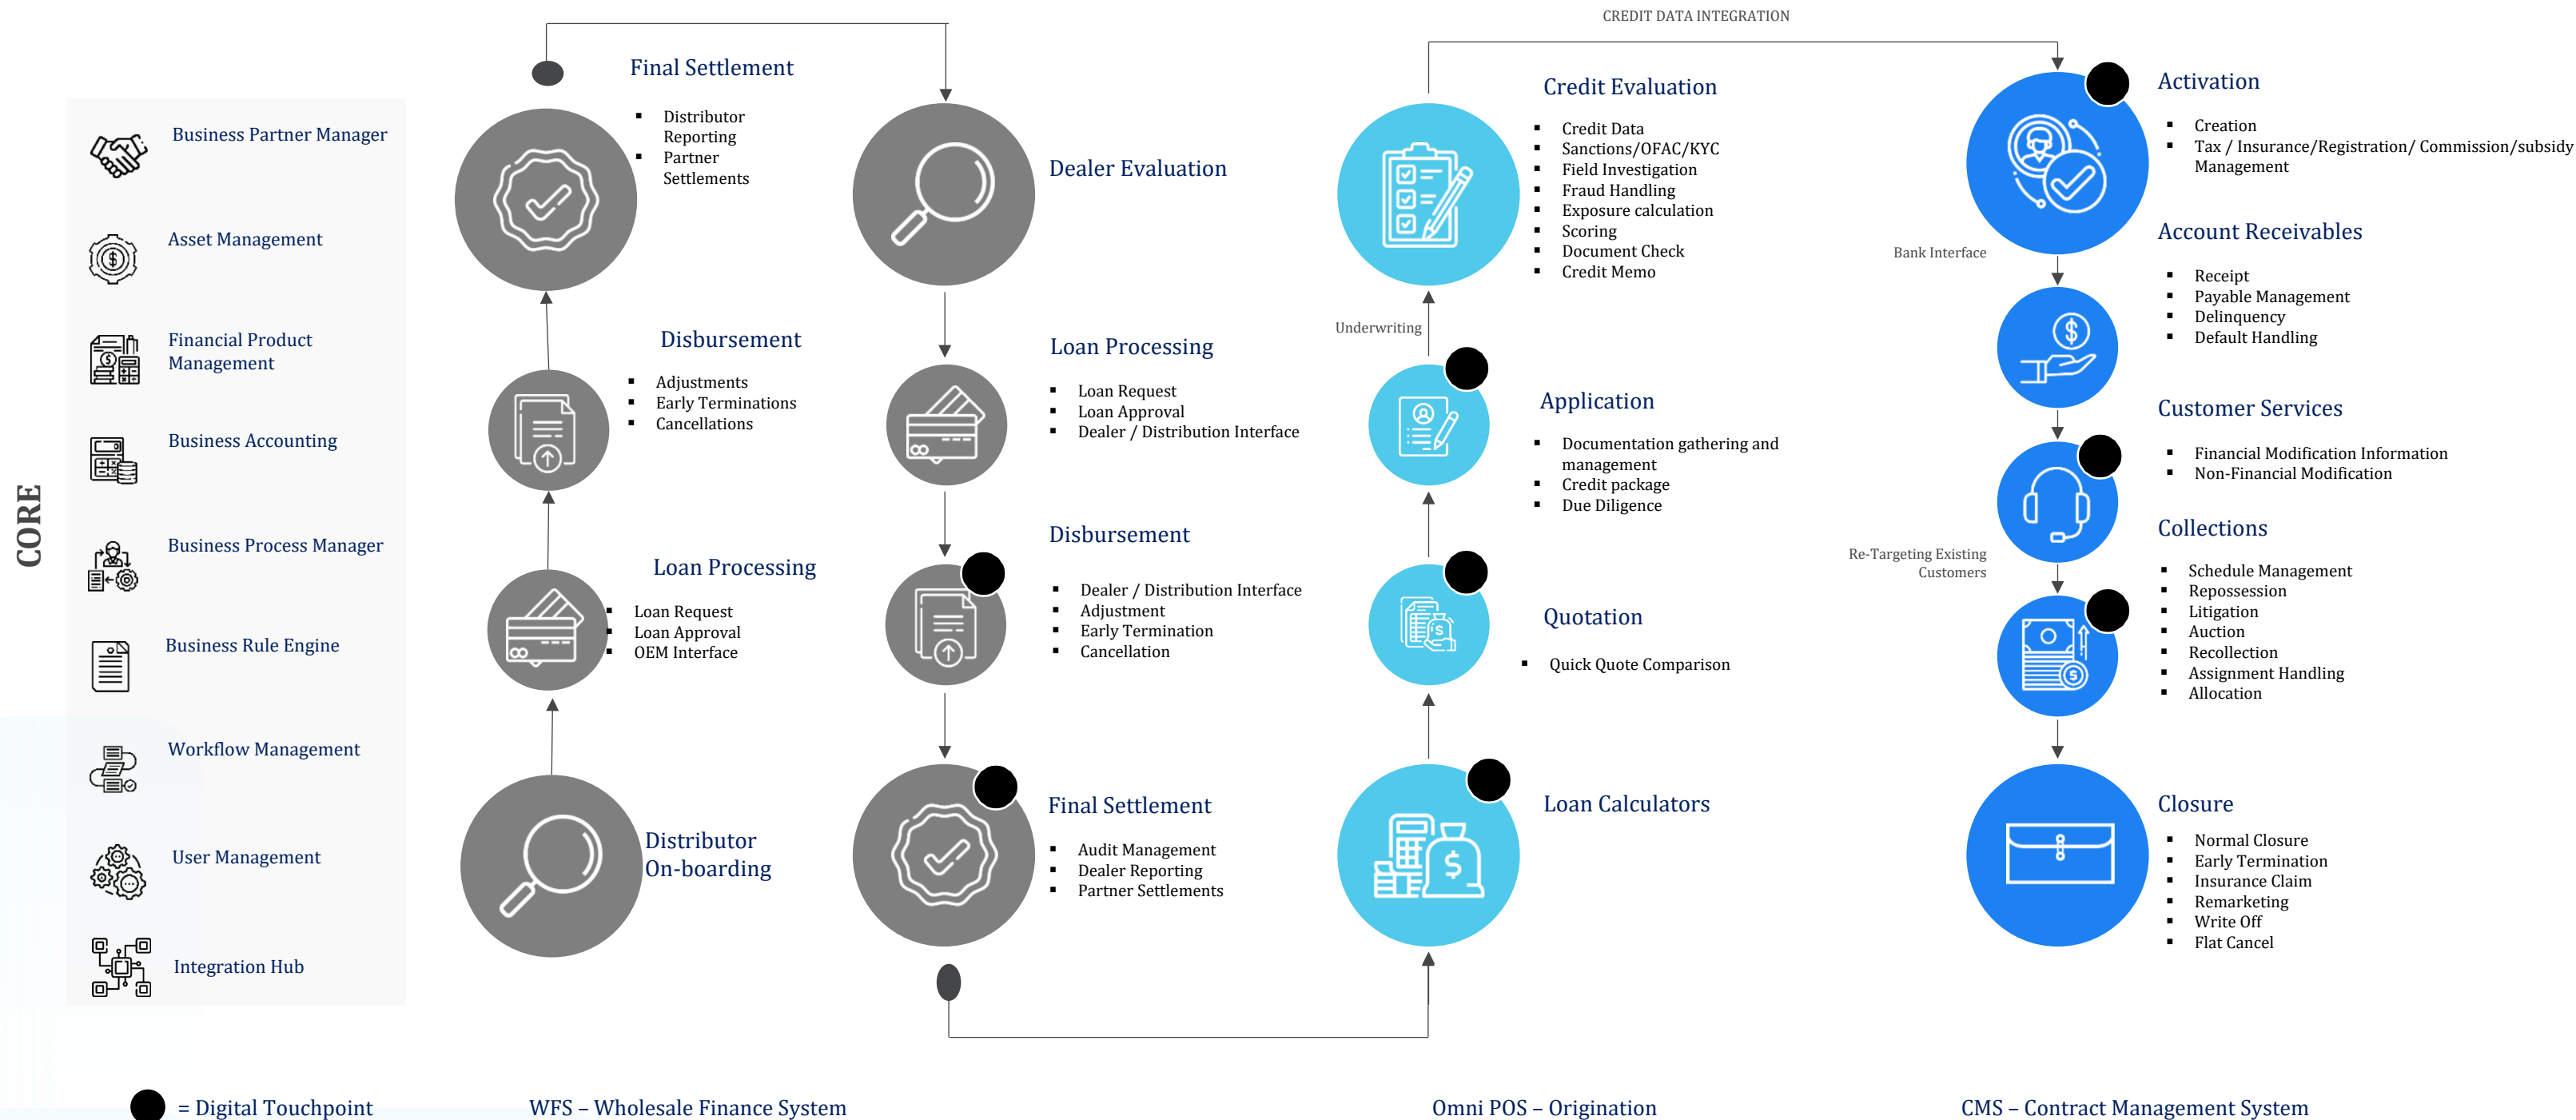 CREDIT DATA INTEGRATION
CORE
Business Partner Manager
Asset Management
Financial Product
Management
Business Accounting
Business Process Manager
Business Rule Engine
Workflow Management
User Management
Integration Hub
Final Settlement
▪ Distributor
Reporting
▪ Partner
Settlements
Disbursement
▪ Adjustments
▪ Early Terminations
▪ Cancellations
Loan Processing
▪ Loan Request
▪ Loan Approval
▪ OEM Interface
Distributor
On-boarding
Dealer Evaluation
Loan Processing
▪ Loan Request
▪ Loan Approval
▪ Dealer / Distribution Interface
Disbursement
▪ Dealer / Distribution Interface
▪ Adjustment
▪ Early Termination
▪ Cancellation
Final Settlement
▪ Audit Management
▪ Dealer Reporting
▪ Partner Settlements
Credit Evaluation
▪ Credit Data
▪ Sanctions/OFAC/KYC
▪ Field Investigation
▪ Fraud Handling
▪ Exposure calculation
▪ Scoring
▪ Document Check
▪ Credit Memo
Underwriting
Application
▪ Documentation gathering and
management
▪ Credit package
▪ Due Diligence
Quotation
▪ Quick Quote Comparison
Loan Calculators
Activation
▪ Creation
▪ Tax / Insurance/Registration/ Commission/subsidy
Management
Bank Interface
Account Receivables
▪ Receipt
▪ Payable Management
▪ Delinquency
▪ Default Handling
Customer Services
▪ Financial Modification Information
▪ Non-Financial Modification
Re-Targeting Existing
Customers
Collections
▪ Schedule Management
▪ Repossession
▪ Litigation
▪ Auction
▪ Recollection
▪ Assignment Handling
▪ Allocation
Closure
▪ Normal Closure
▪ Early Termination
▪ Insurance Claim
▪ Remarketing
▪ Write Off
▪ Flat Cancel
= Digital Touchpoint
WFS – Wholesale Finance System
Omni POS – Origination
CMS – Contract Management System